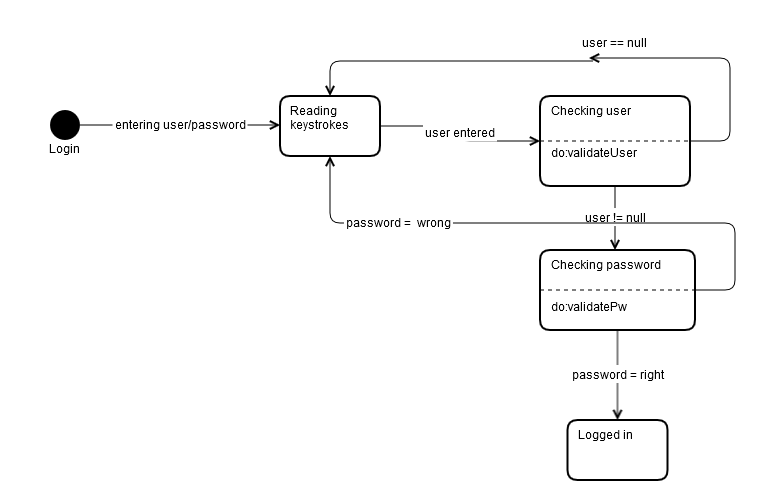 user == null
Reading
keystrokes
Checking user
entering user/password
user entered
Login
do:validateUser
user != null
password =  wrong
Checking password
do:validatePw
password = right
Logged in